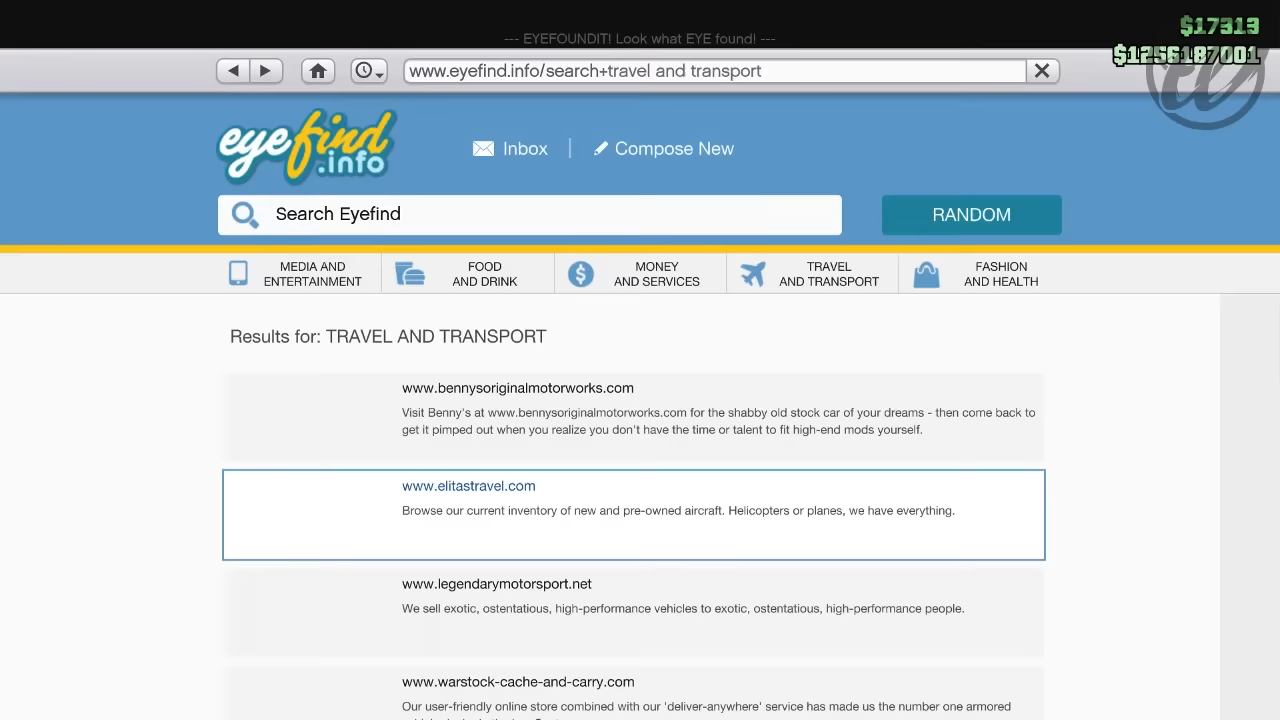 $17313
--- EYEFOUNDIT! Look what EYE found! ---
$1256187001
www.eyefind.info/search+travel and transport
eyefind
.info
Inbox
Compose New
Search Eyefind
RANDOM
MEDIA AND
ENTERTAINMENT
FOOD
AND DRINK
MONEY
AND SERVICES
TRAVEL
AND TRANSPORT
FASHION
AND HEALTH
Results for: TRAVEL AND TRANSPORT
www.bennysoriginalmotorworks.com
Visit Benny's at www.bennysoriginalmotorworks.com for the shabby old stock car of your dreams - then come back to
get it pimped out when you realize you don't have the time or talent to fit high-end mods yourself.
www.elitastravel.com
Browse our current inventory of new and pre-owned aircraft. Helicopters or planes, we have everything.
www.legendarymotorsport.net
We sell exotic, ostentatious, high-performance vehicles to exotic, ostentatious, high-performance people.
www.warstock-cache-and-carry.com
Our user-friendly online store combined with our 'deliver-anywhere' service has made us the number one armored